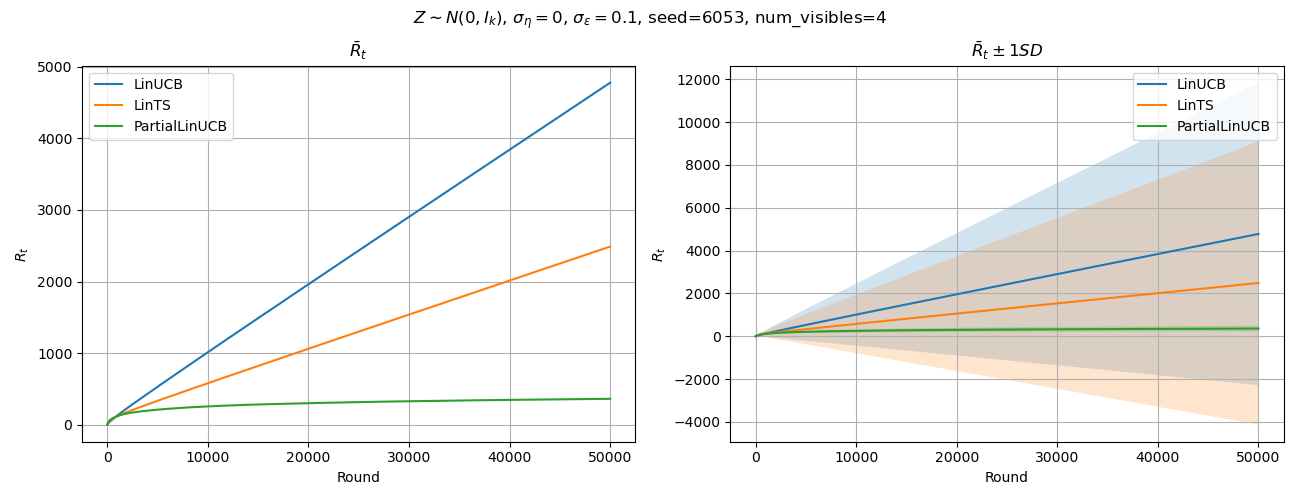 Z ∼ N(0, I_k), σ_η = 0, σ_ε = 0.1, seed=6053, num_visibles=4
R̄_t
5000
4000
3000
2000
1000
0
R_t
LinUCB
LinTS
PartialLinUCB
0 10000 20000 30000 40000 50000
Round
R̄_t ± 1SD
12000
10000
8000
6000
4000
2000
0
−2000
−4000
R_t
LinUCB
LinTS
PartialLinUCB
0 10000 20000 30000 40000 50000
Round